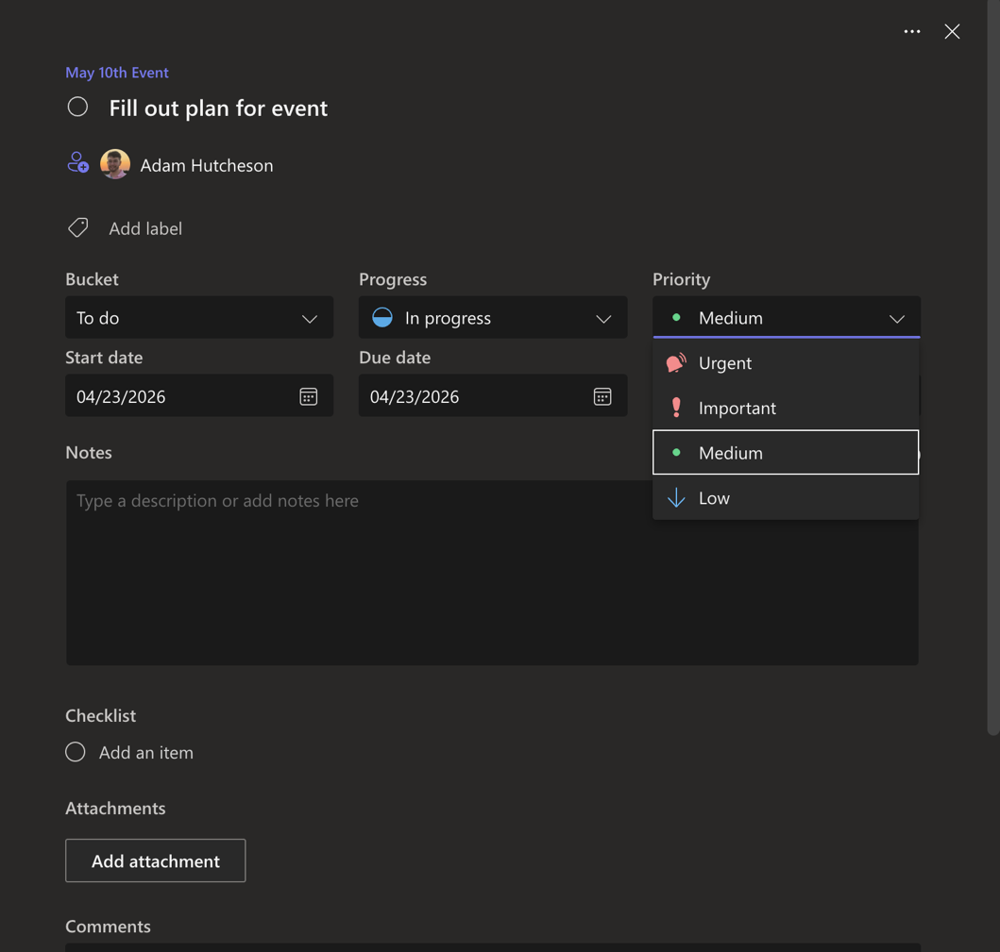 May 10th Event
Fill out plan for event
Adam Hutcheson
Add label
Bucket
Progress
Priority
To do
In progress
Medium
Start date
Due date
Urgent
04/23/2026
04/23/2026
Important
Notes
Medium
Type a description or add notes here
Low
Checklist
Add an item
Attachments
Add attachment
Comments